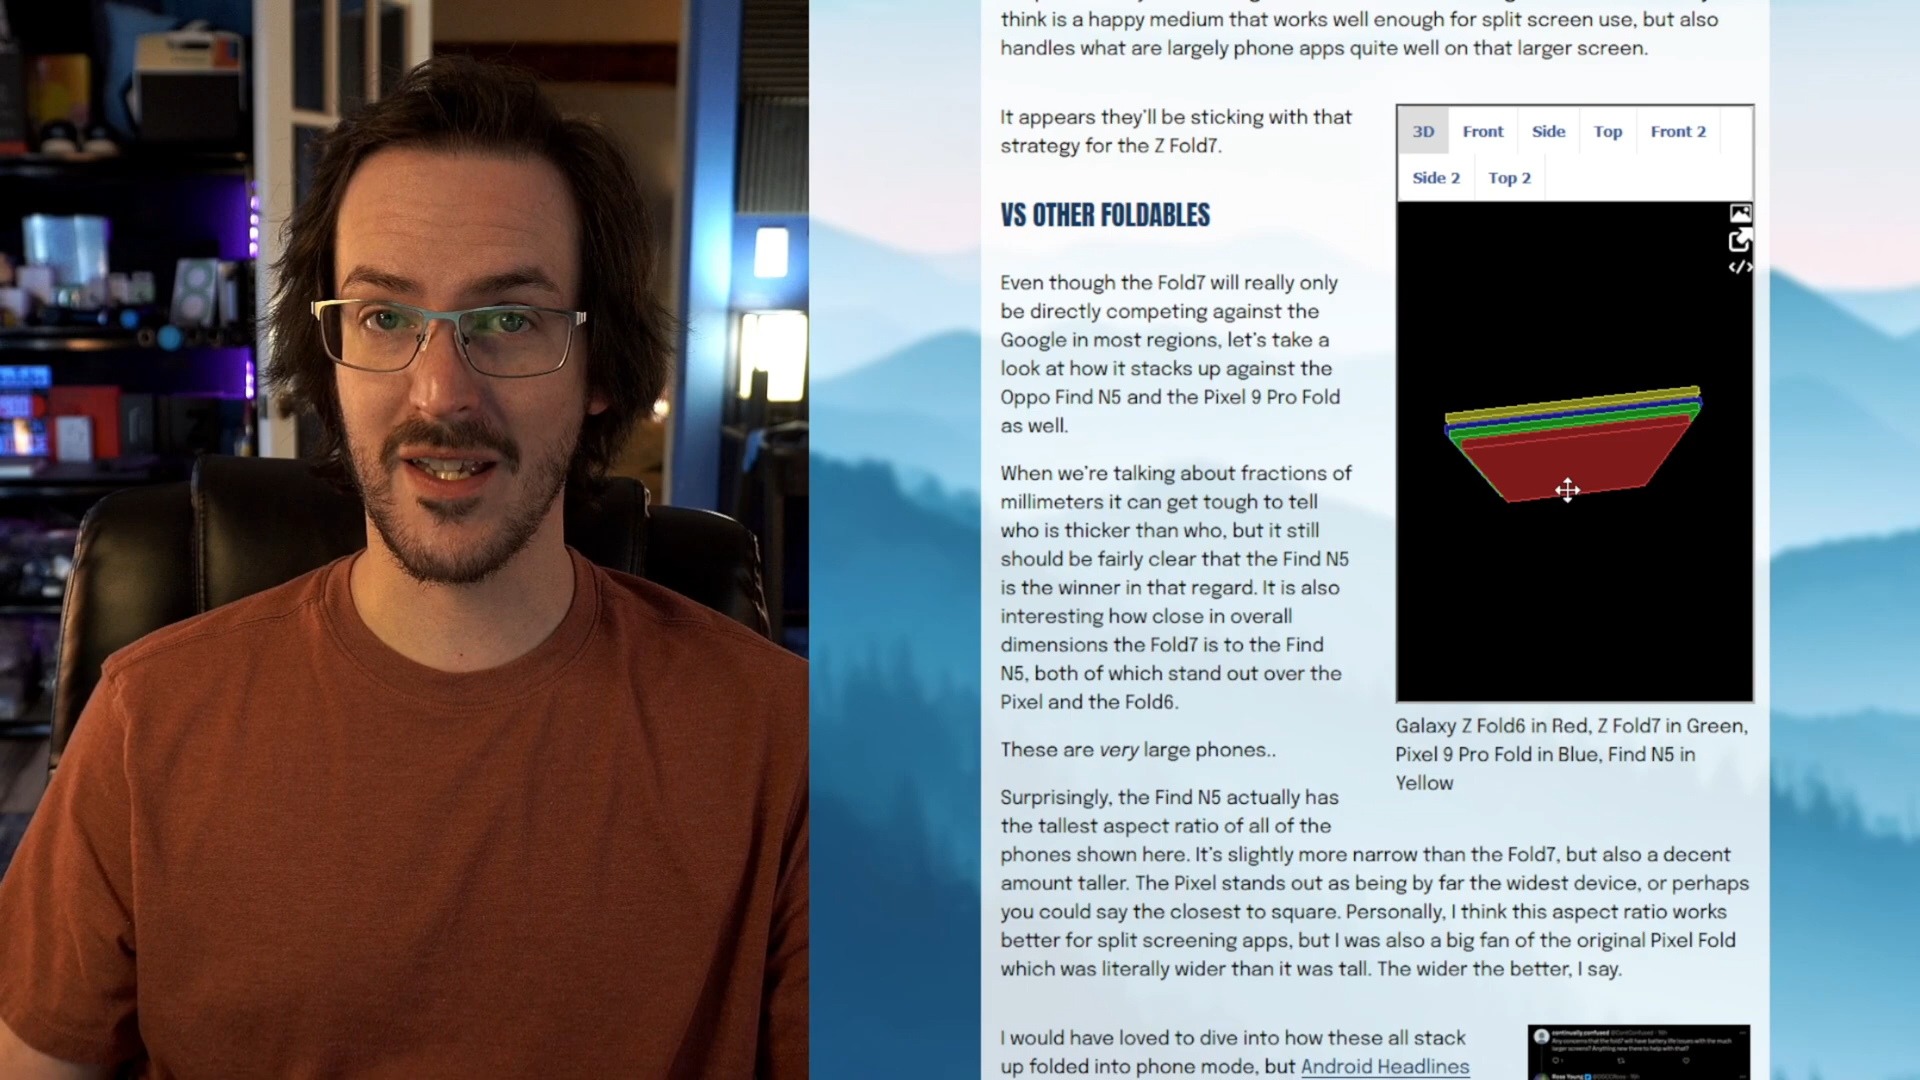 think is a happy medium that works well enough for split screen use, but also
handles what are largely phone apps quite well on that larger screen.
It appears they'll be sticking with that
strategy for the Z Fold7.
VS OTHER FOLDABLES
Even though the Fold7 will really only
be directly competing against the
Google in most regions, let's take a
look at how it stacks up against the
Oppo Find N5 and the Pixel 9 Pro Fold
as well.
When we're talking about fractions of
millimeters it can get tough to tell
who is thicker than who, but it still
should be fairly clear that the Find N5
is the winner in that regard. It is also
interesting how close in overall
dimensions the Fold7 is to the Find
N5, both of which stand out over the
Pixel and the Fold6.
These are very large phones..
Surprisingly, the Find N5 actually has
the tallest aspect ratio of all of the
phones shown here. It's slightly more narrow than the Fold7, but also a decent
amount taller. The Pixel stands out as being by far the widest device, or perhaps
you could say the closest to square. Personally, I think this aspect ratio works
better for split screening apps, but I was also a big fan of the original Pixel Fold
which was literally wider than it was tall. The wider the better, I say.
I would have loved to dive into how these all stack
up folded into phone mode, but Android Headlines
3D Front Side Top Front 2
Side 2 Top 2
</>
Galaxy Z Fold6 in Red, Z Fold7 in Green,
Pixel 9 Pro Fold in Blue, Find N5 in
Yellow